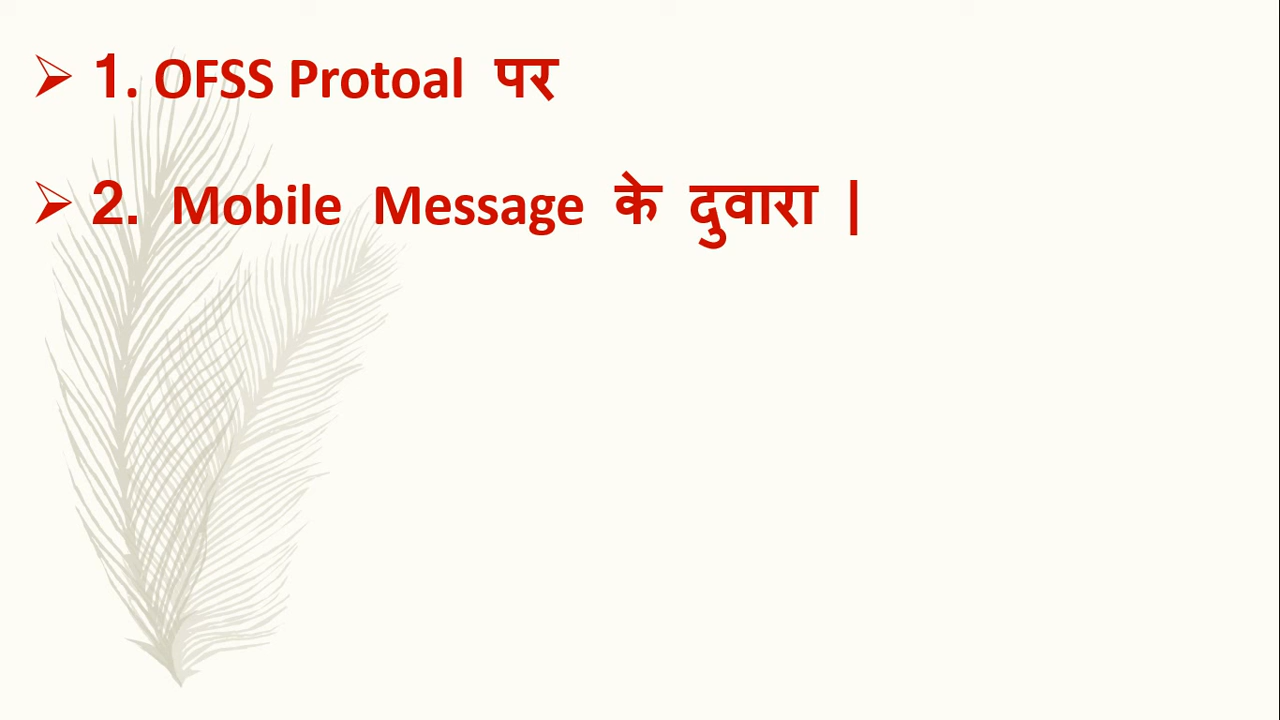 ➢ 1. OFSS Protoal पर
➢ 2. Mobile Message के दुवारा |